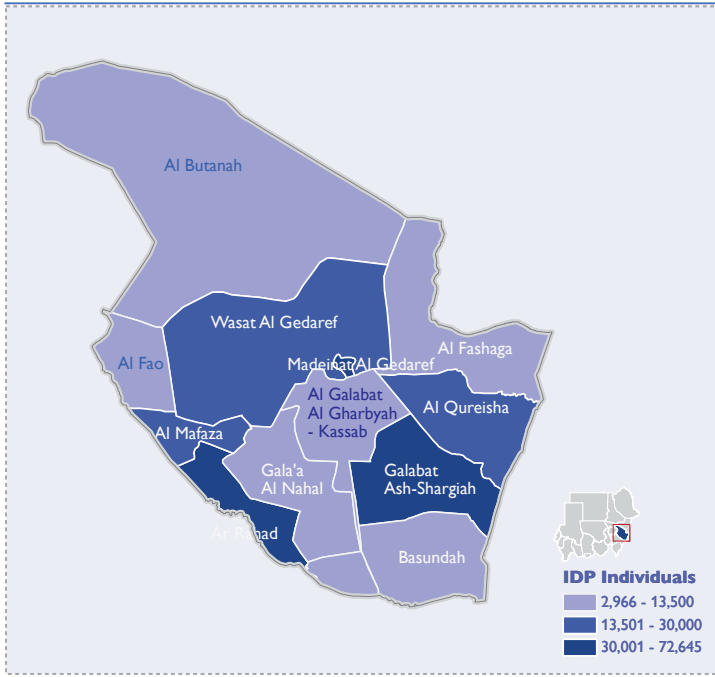 Al Butanah
Wasat Al Gedaref
Al Fashaga
Madeinat Al Gedaref
Al Fao
Al Galabat
Al Gharbyah
- Kassab
Al Qureisha
Al Mafaza
Gala'a
Al Nahal
Galabat
Ash-Shargiah
Ar Rahad
Basundah
IDP Individuals
2,966 - 13,500
13,501 - 30,000
30,001 - 72,645